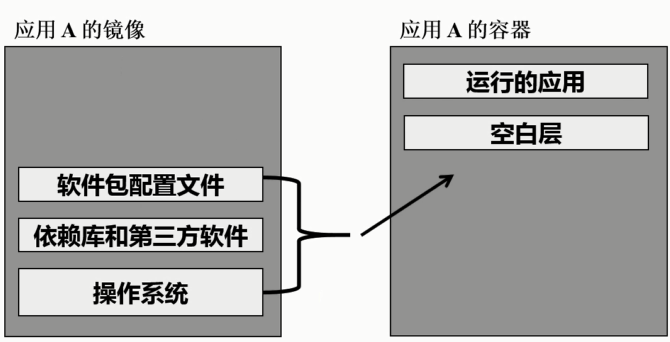 应用 A 的镜像
软件包配置文件
依赖库和第三方软件
操作系统
应用 A 的容器
运行的应用
空白层